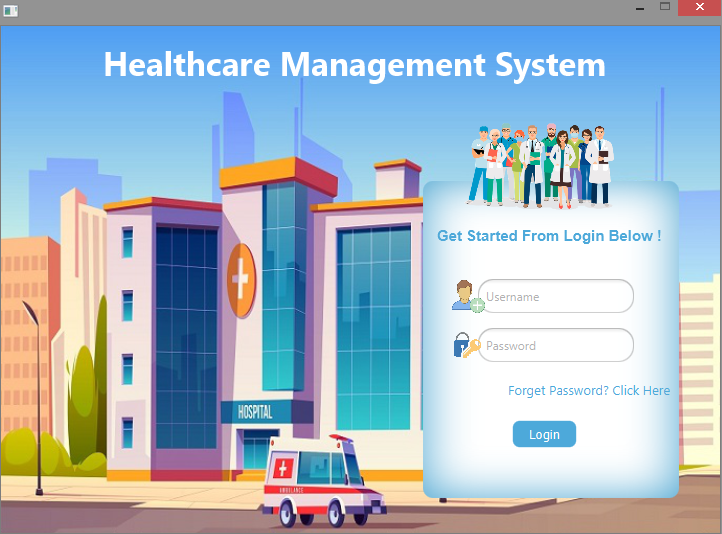 Healthcare Management System
Get Started From Login Below !
Username
Password
Forget Password? Click Here
Login
HOSPITAL
AMBULANCE